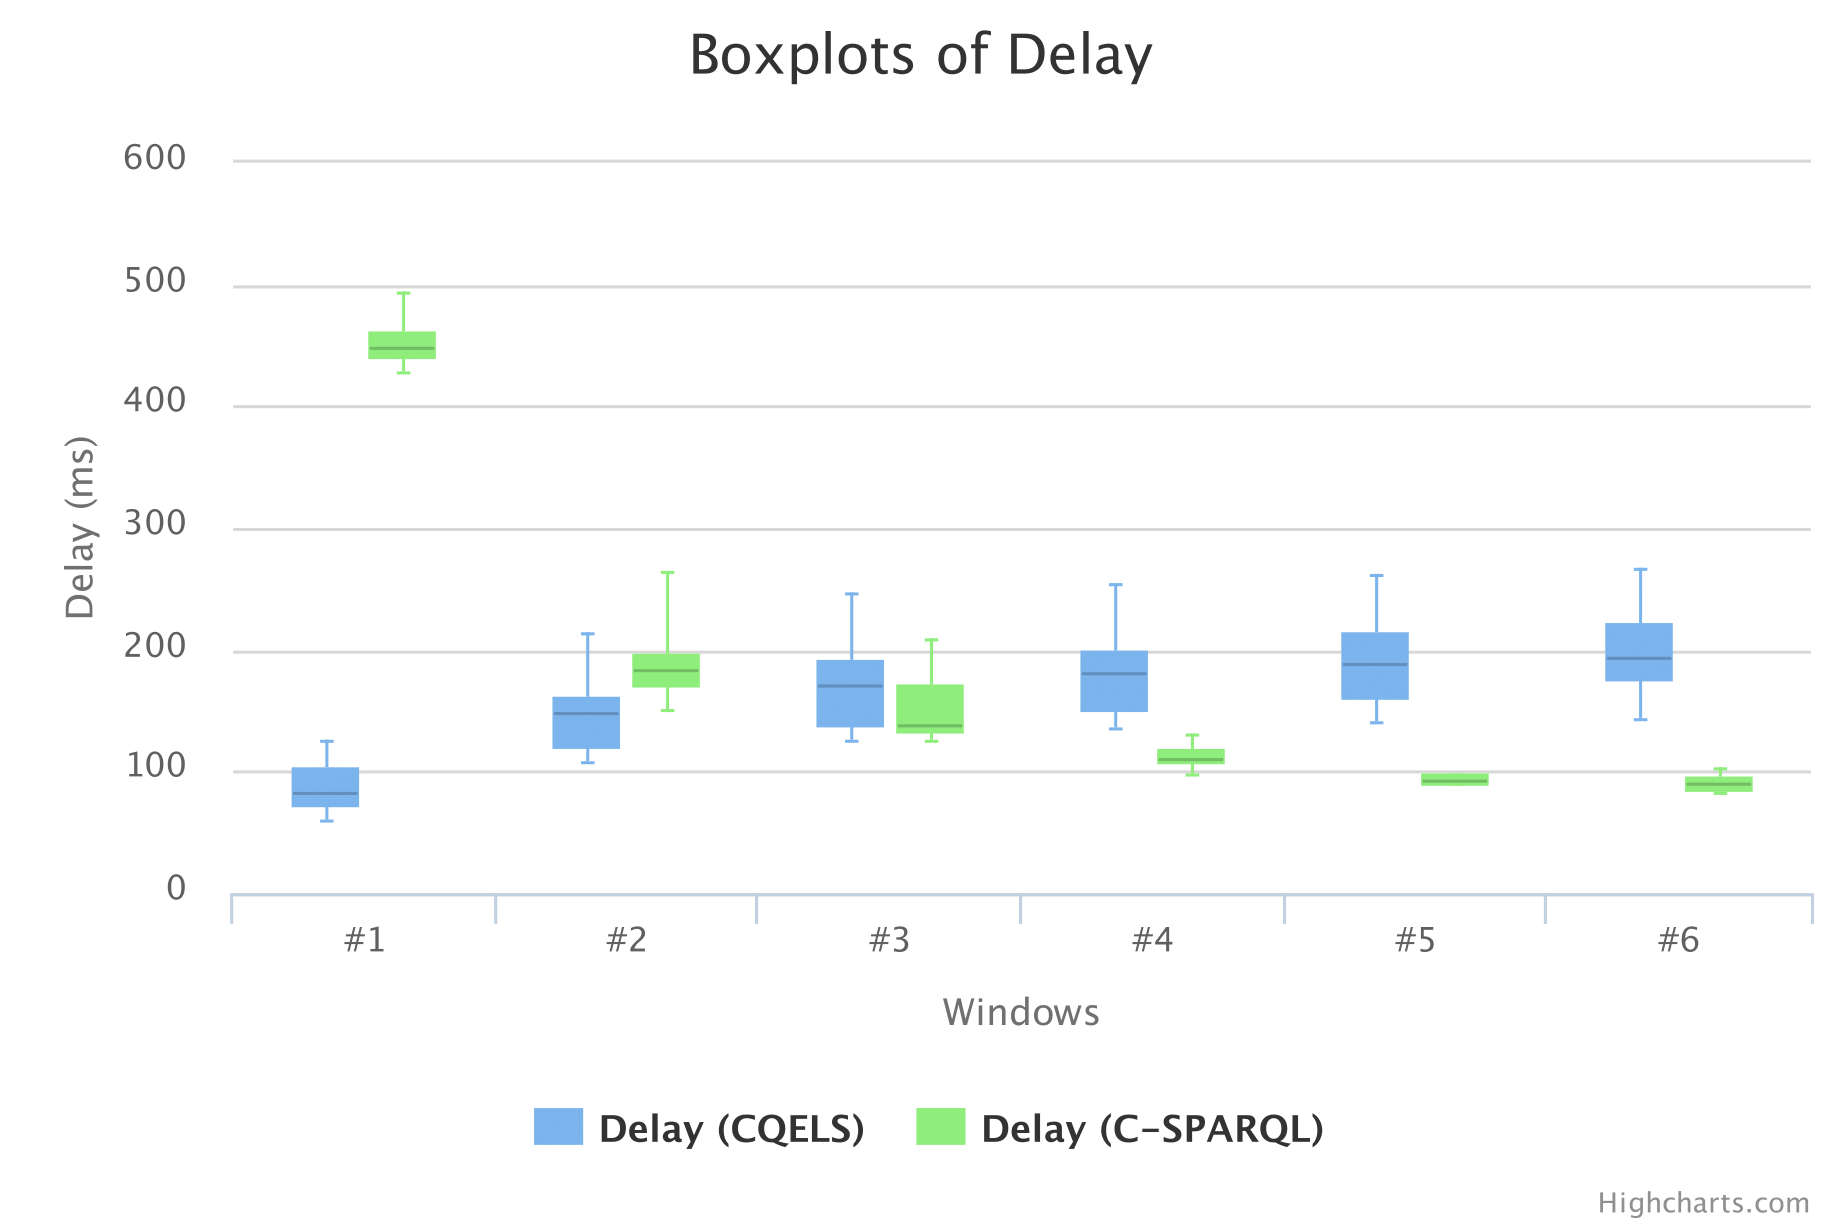 Boxplots of Delay
600
500
400
300
200
100
0
Delay (ms)
#1 #2 #3 #4 #5 #6
Windows
Delay (CQELS) Delay (C-SPARQL)
Highcharts.com